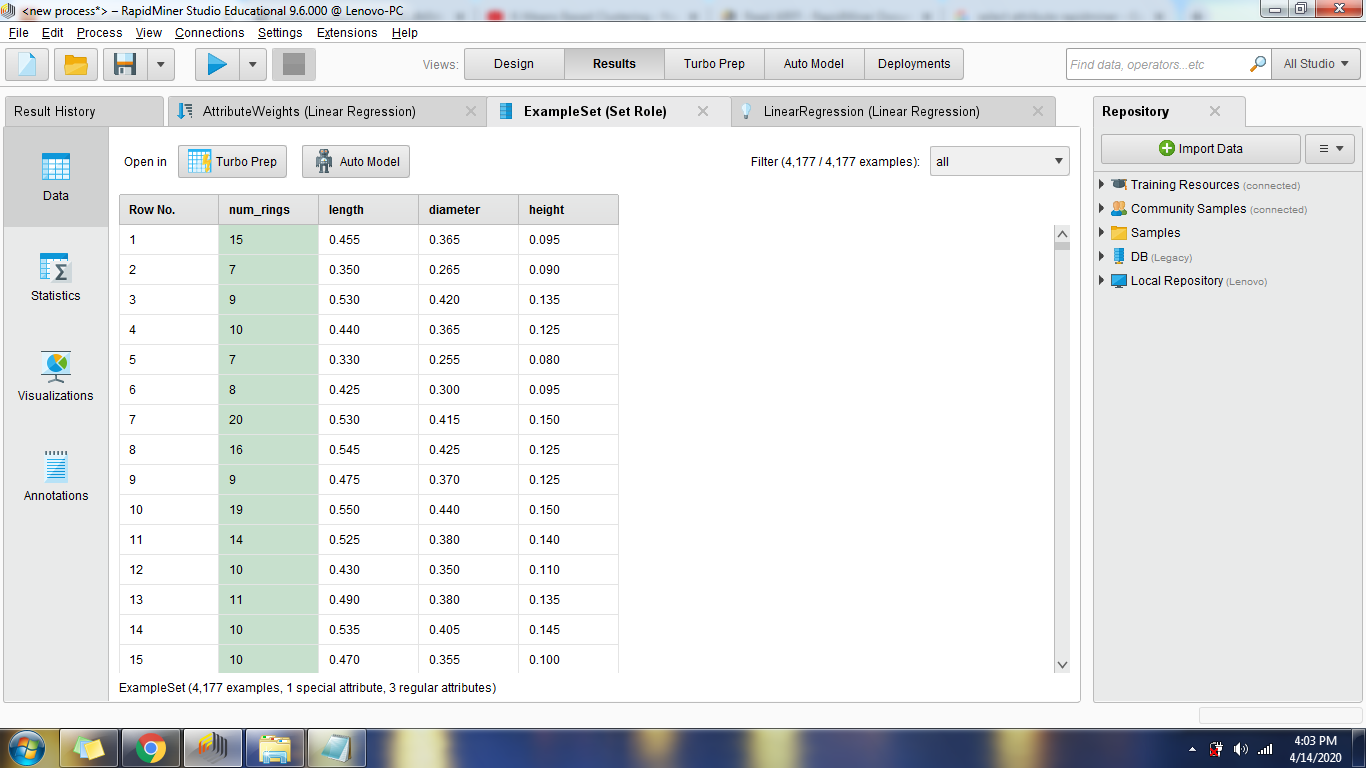 <new process*> – RapidMiner Studio Educational 9.6.000 @ Lenovo-PC
File Edit Process View Connections Settings Extensions Help
Views: Design Results Turbo Prep Auto Model Deployments Find data, operators...etc All Studio
Result History AttributeWeights (Linear Regression) ExampleSet (Set Role) LinearRegression (Linear Regression)
Data
Statistics
Visualizations
Annotations
Open in Turbo Prep Auto Model Filter (4,177 / 4,177 examples): all
Row No. num_rings length diameter height
1 15 0.455 0.365 0.095
2 7 0.350 0.265 0.090
3 9 0.530 0.420 0.135
4 10 0.440 0.365 0.125
5 7 0.330 0.255 0.080
6 8 0.425 0.300 0.095
7 20 0.530 0.415 0.150
8 16 0.545 0.425 0.125
9 9 0.475 0.370 0.125
10 19 0.550 0.440 0.150
11 14 0.525 0.380 0.140
12 10 0.430 0.350 0.110
13 11 0.490 0.380 0.135
14 10 0.535 0.405 0.145
15 10 0.470 0.355 0.100
ExampleSet (4,177 examples, 1 special attribute, 3 regular attributes)
Repository
Import Data
Training Resources (connected)
Community Samples (connected)
Samples
DB (Legacy)
Local Repository (Lenovo)
4:03 PM
4/14/2020